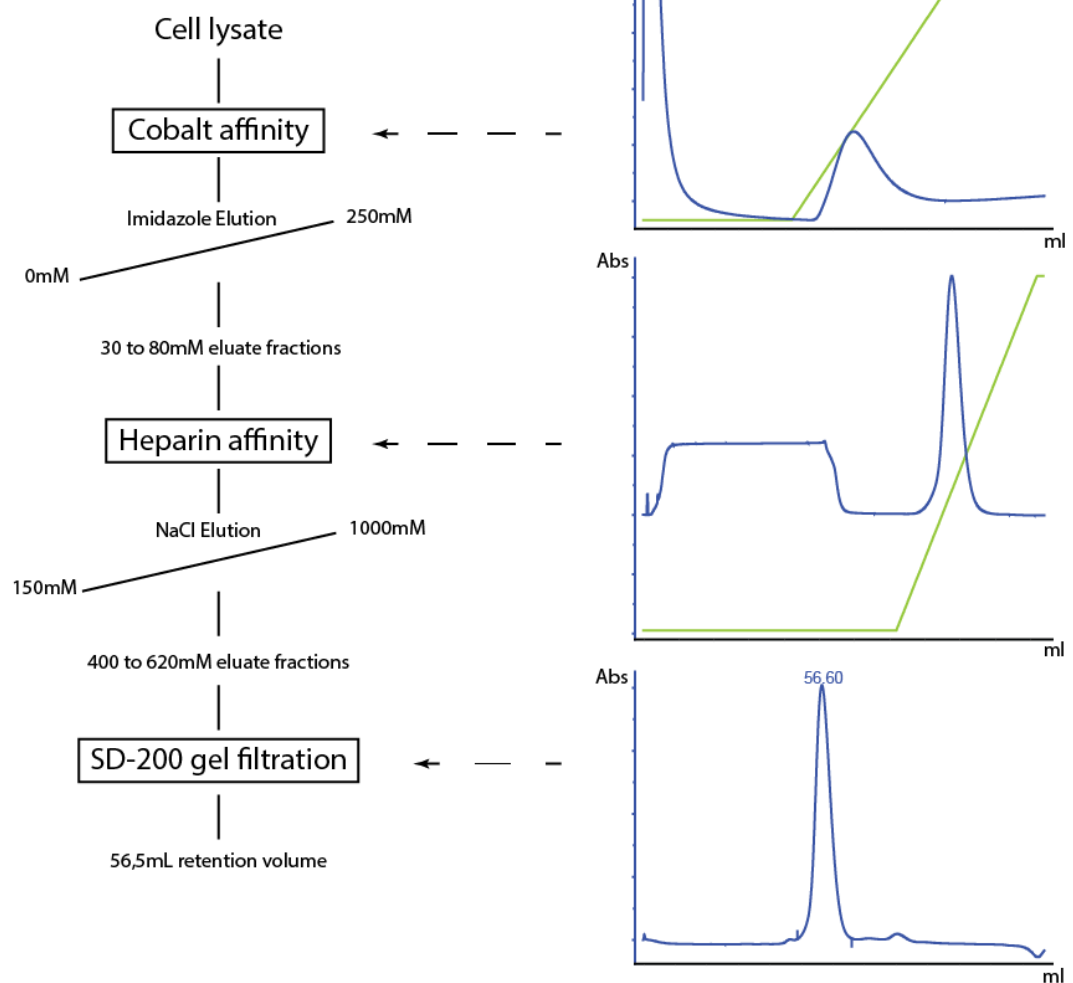 Cell lysate
Cobalt affinity
Imidazole Elution
250mM
0mM
ml
Abs
30 to 80mM eluate fractions
Heparin affinity
NaCl Elution
1000mM
150mM
ml
400 to 620mM eluate fractions
Abs
56.60
SD-200 gel filtration
56,5mL retention volume
ml